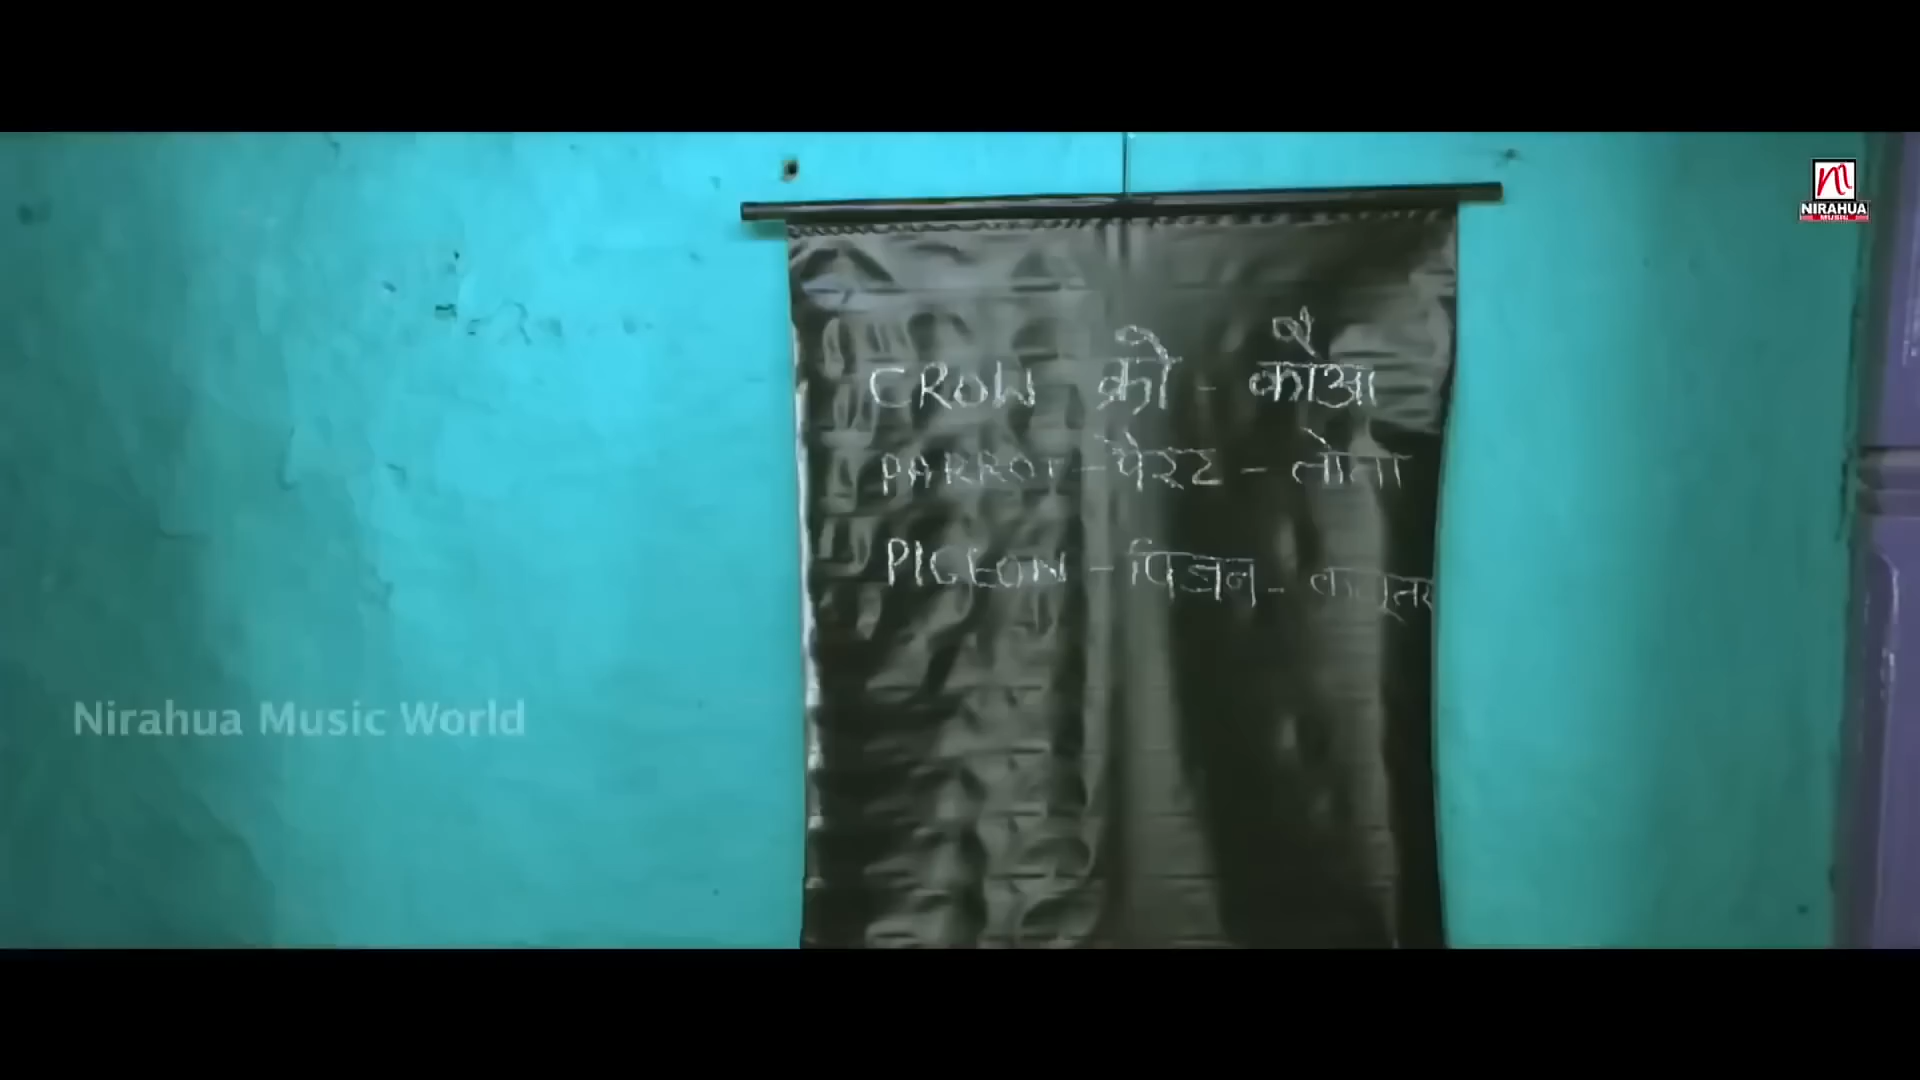 NIRAHUA
MUSIC
CROW क्रो - कौआ
PARROT - पैरट - तोता
PIGEON - पिजन - कबूतर
Nirahua Music World